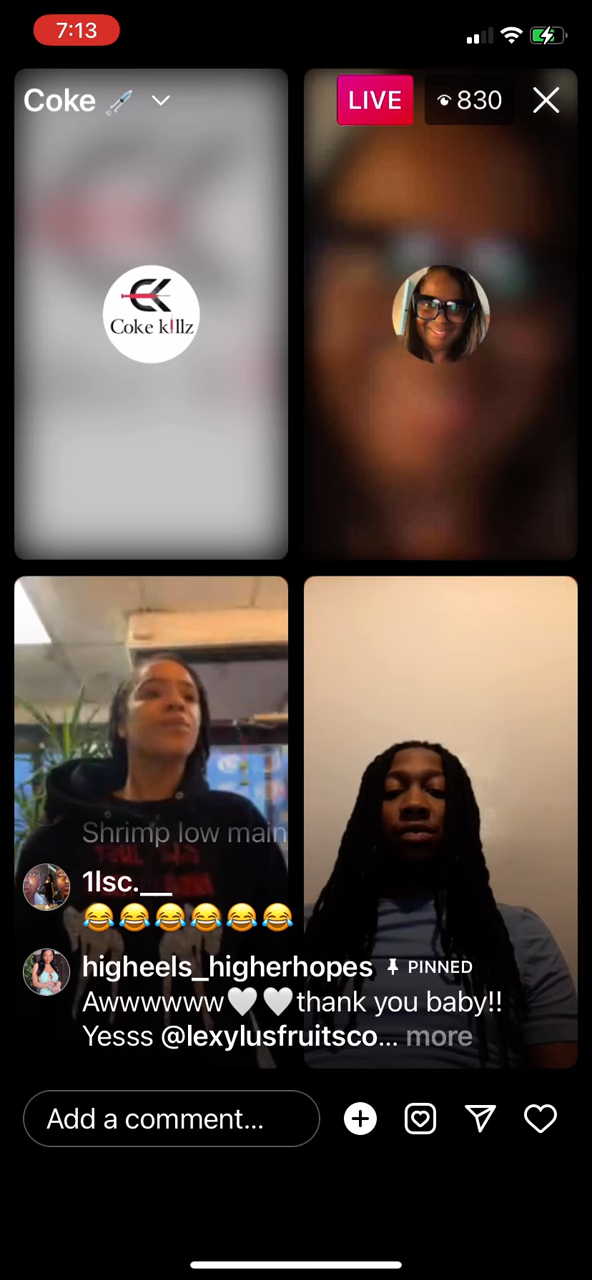 7:13
Coke
LIVE
830
Coke k!llz
Shrimp low main
1lsc.__
😂😂😂😂😂😂
higheels_higherhopes PINNED
Awwwwww🤍🤍thank you baby!!
Yesss @lexylusfruitsco... more
Add a comment...